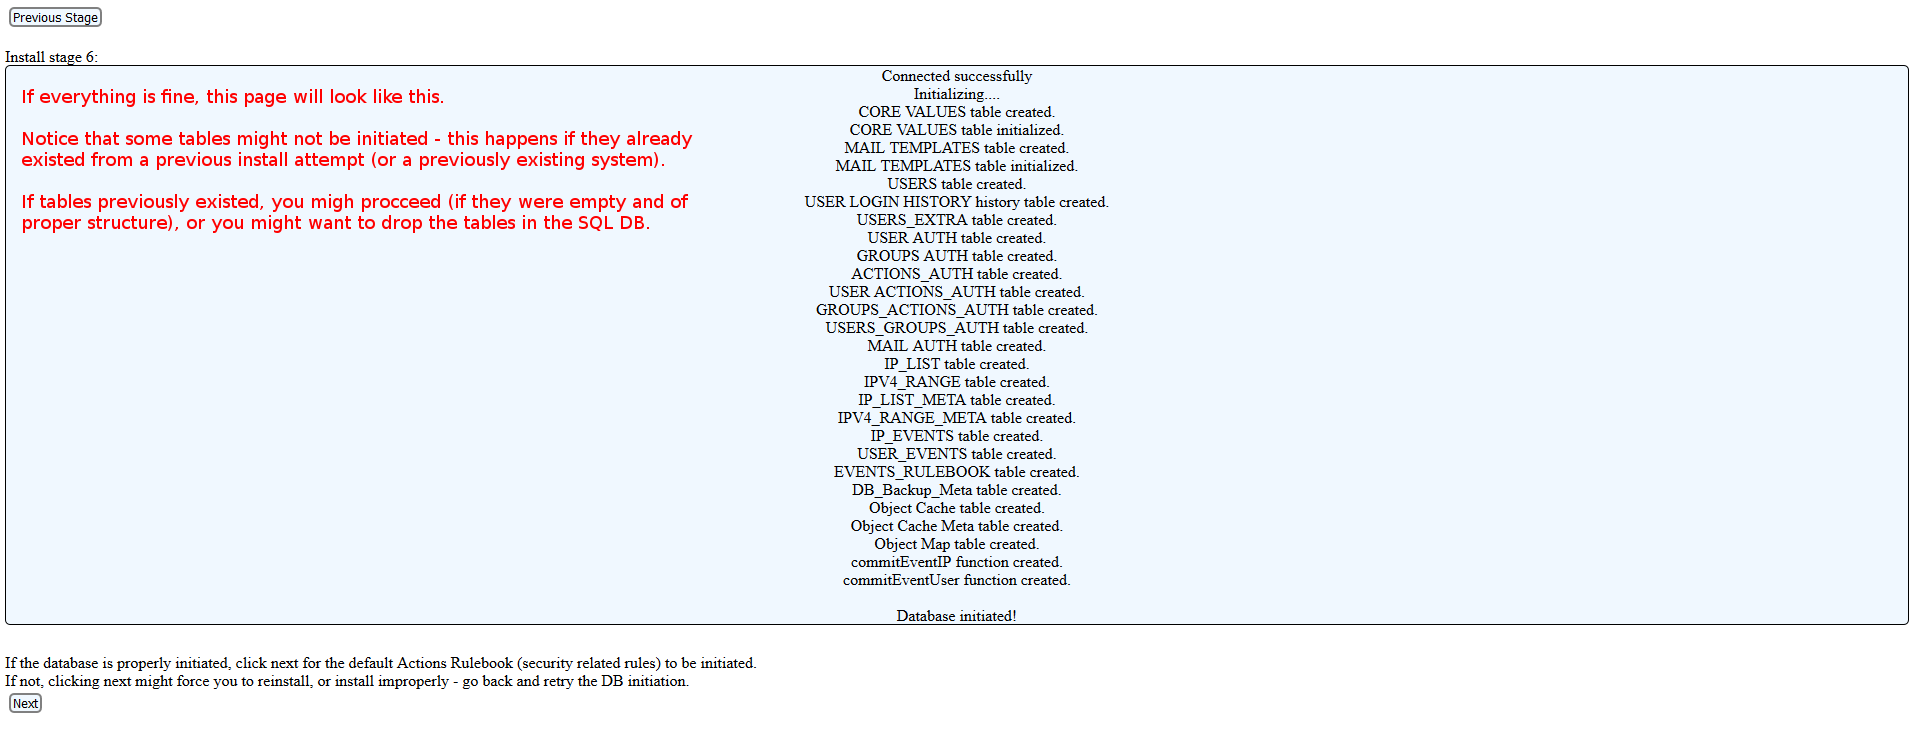 Previous Stage
Install stage 6:
If everything is fine, this page will look like this.
Notice that some tables might not be initiated - this happens if they already
existed from a previous install attempt (or a previously existing system).
If tables previously existed, you migh procceed (if they were empty and of
proper structure), or you might want to drop the tables in the SQL DB.
Connected successfully
Initializing....
CORE VALUES table created.
CORE VALUES table initialized.
MAIL TEMPLATES table created.
MAIL TEMPLATES table initialized.
USERS table created.
USER LOGIN HISTORY history table created.
USERS_EXTRA table created.
USER AUTH table created.
GROUPS AUTH table created.
ACTIONS_AUTH table created.
USER ACTIONS_AUTH table created.
GROUPS_ACTIONS_AUTH table created.
USERS_GROUPS_AUTH table created.
MAIL AUTH table created.
IP_LIST table created.
IPV4_RANGE table created.
IP_LIST_META table created.
IPV4_RANGE_META table created.
IP_EVENTS table created.
USER_EVENTS table created.
EVENTS_RULEBOOK table created.
DB_Backup_Meta table created.
Object Cache table created.
Object Cache Meta table created.
Object Map table created.
commitEventIP function created.
commitEventUser function created.
Database initiated!
If the database is properly initiated, click next for the default Actions Rulebook (security related rules) to be initiated.
If not, clicking next might force you to reinstall, or install improperly - go back and retry the DB initiation.
Next